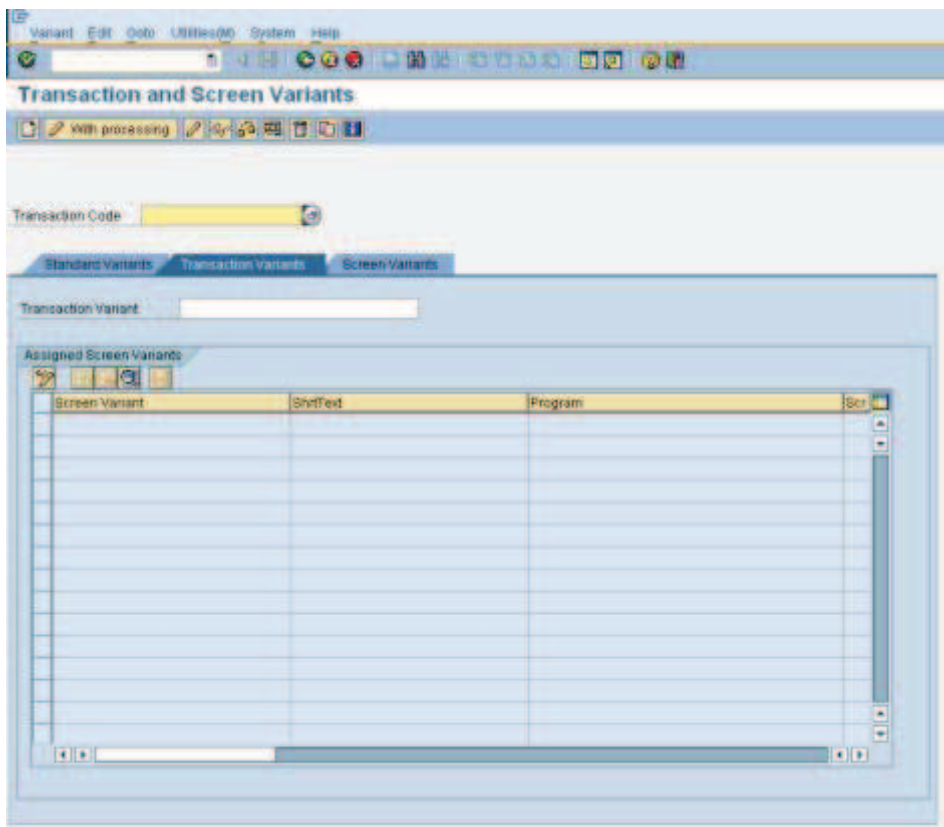 Variant Edit Goto Utilities(M) System Help
Transaction and Screen Variants
With processing
Transaction Code
Standard Variants Transaction Variants Screen Variants
Transaction Variant
Assigned Screen Variants
Screen Variant ShrtText Program Scr